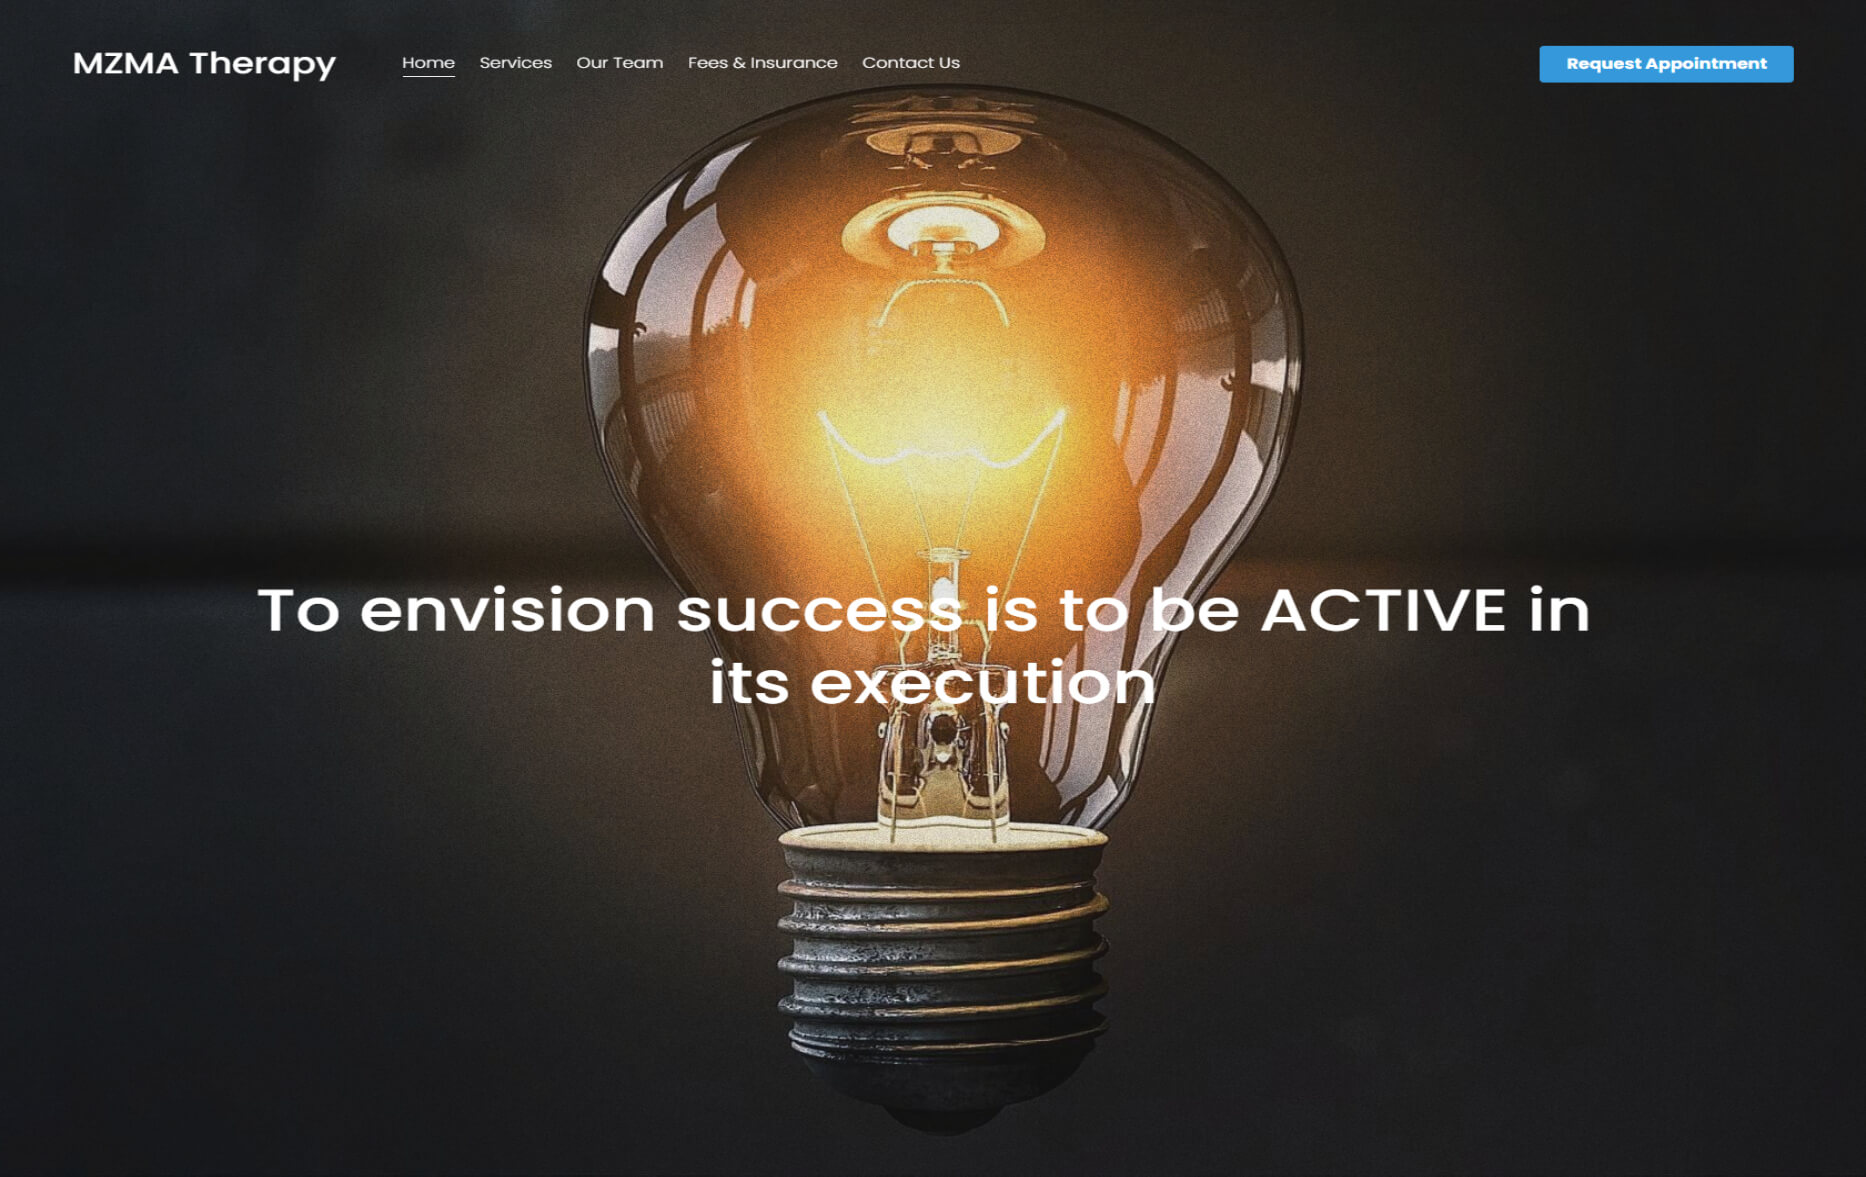 MZMA Therapy
Home
Services
Our Team
Fees & Insurance
Contact Us
Request Appointment
To envision success is to be ACTIVE in
its execution